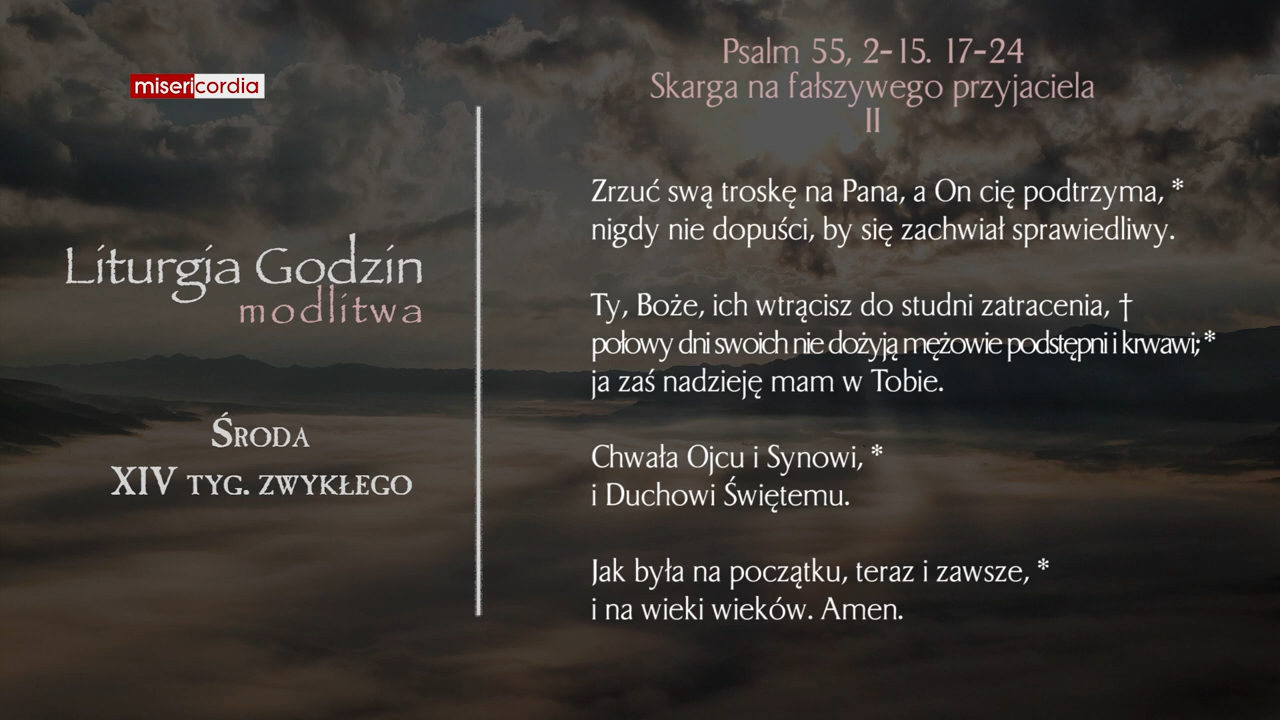 misericordia
Liturgia Godzin
modlitwa
Środa
XIV TYG. ZWYKŁEGO
Psalm 55, 2-15. 17-24
Skarga na fałszywego przyjaciela
II
Zrzuć swą troskę na Pana, a On cię podtrzyma, *
nigdy nie dopuści, by się zachwiał sprawiedliwy.
Ty, Boże, ich wtrącisz do studni zatracenia, †
połowy dni swoich nie dożyją mężowie podstępni i krwawi; *
ja zaś nadzieję mam w Tobie.
Chwała Ojcu i Synowi, *
i Duchowi Świętemu.
Jak była na początku, teraz i zawsze, *
i na wieki wieków. Amen.